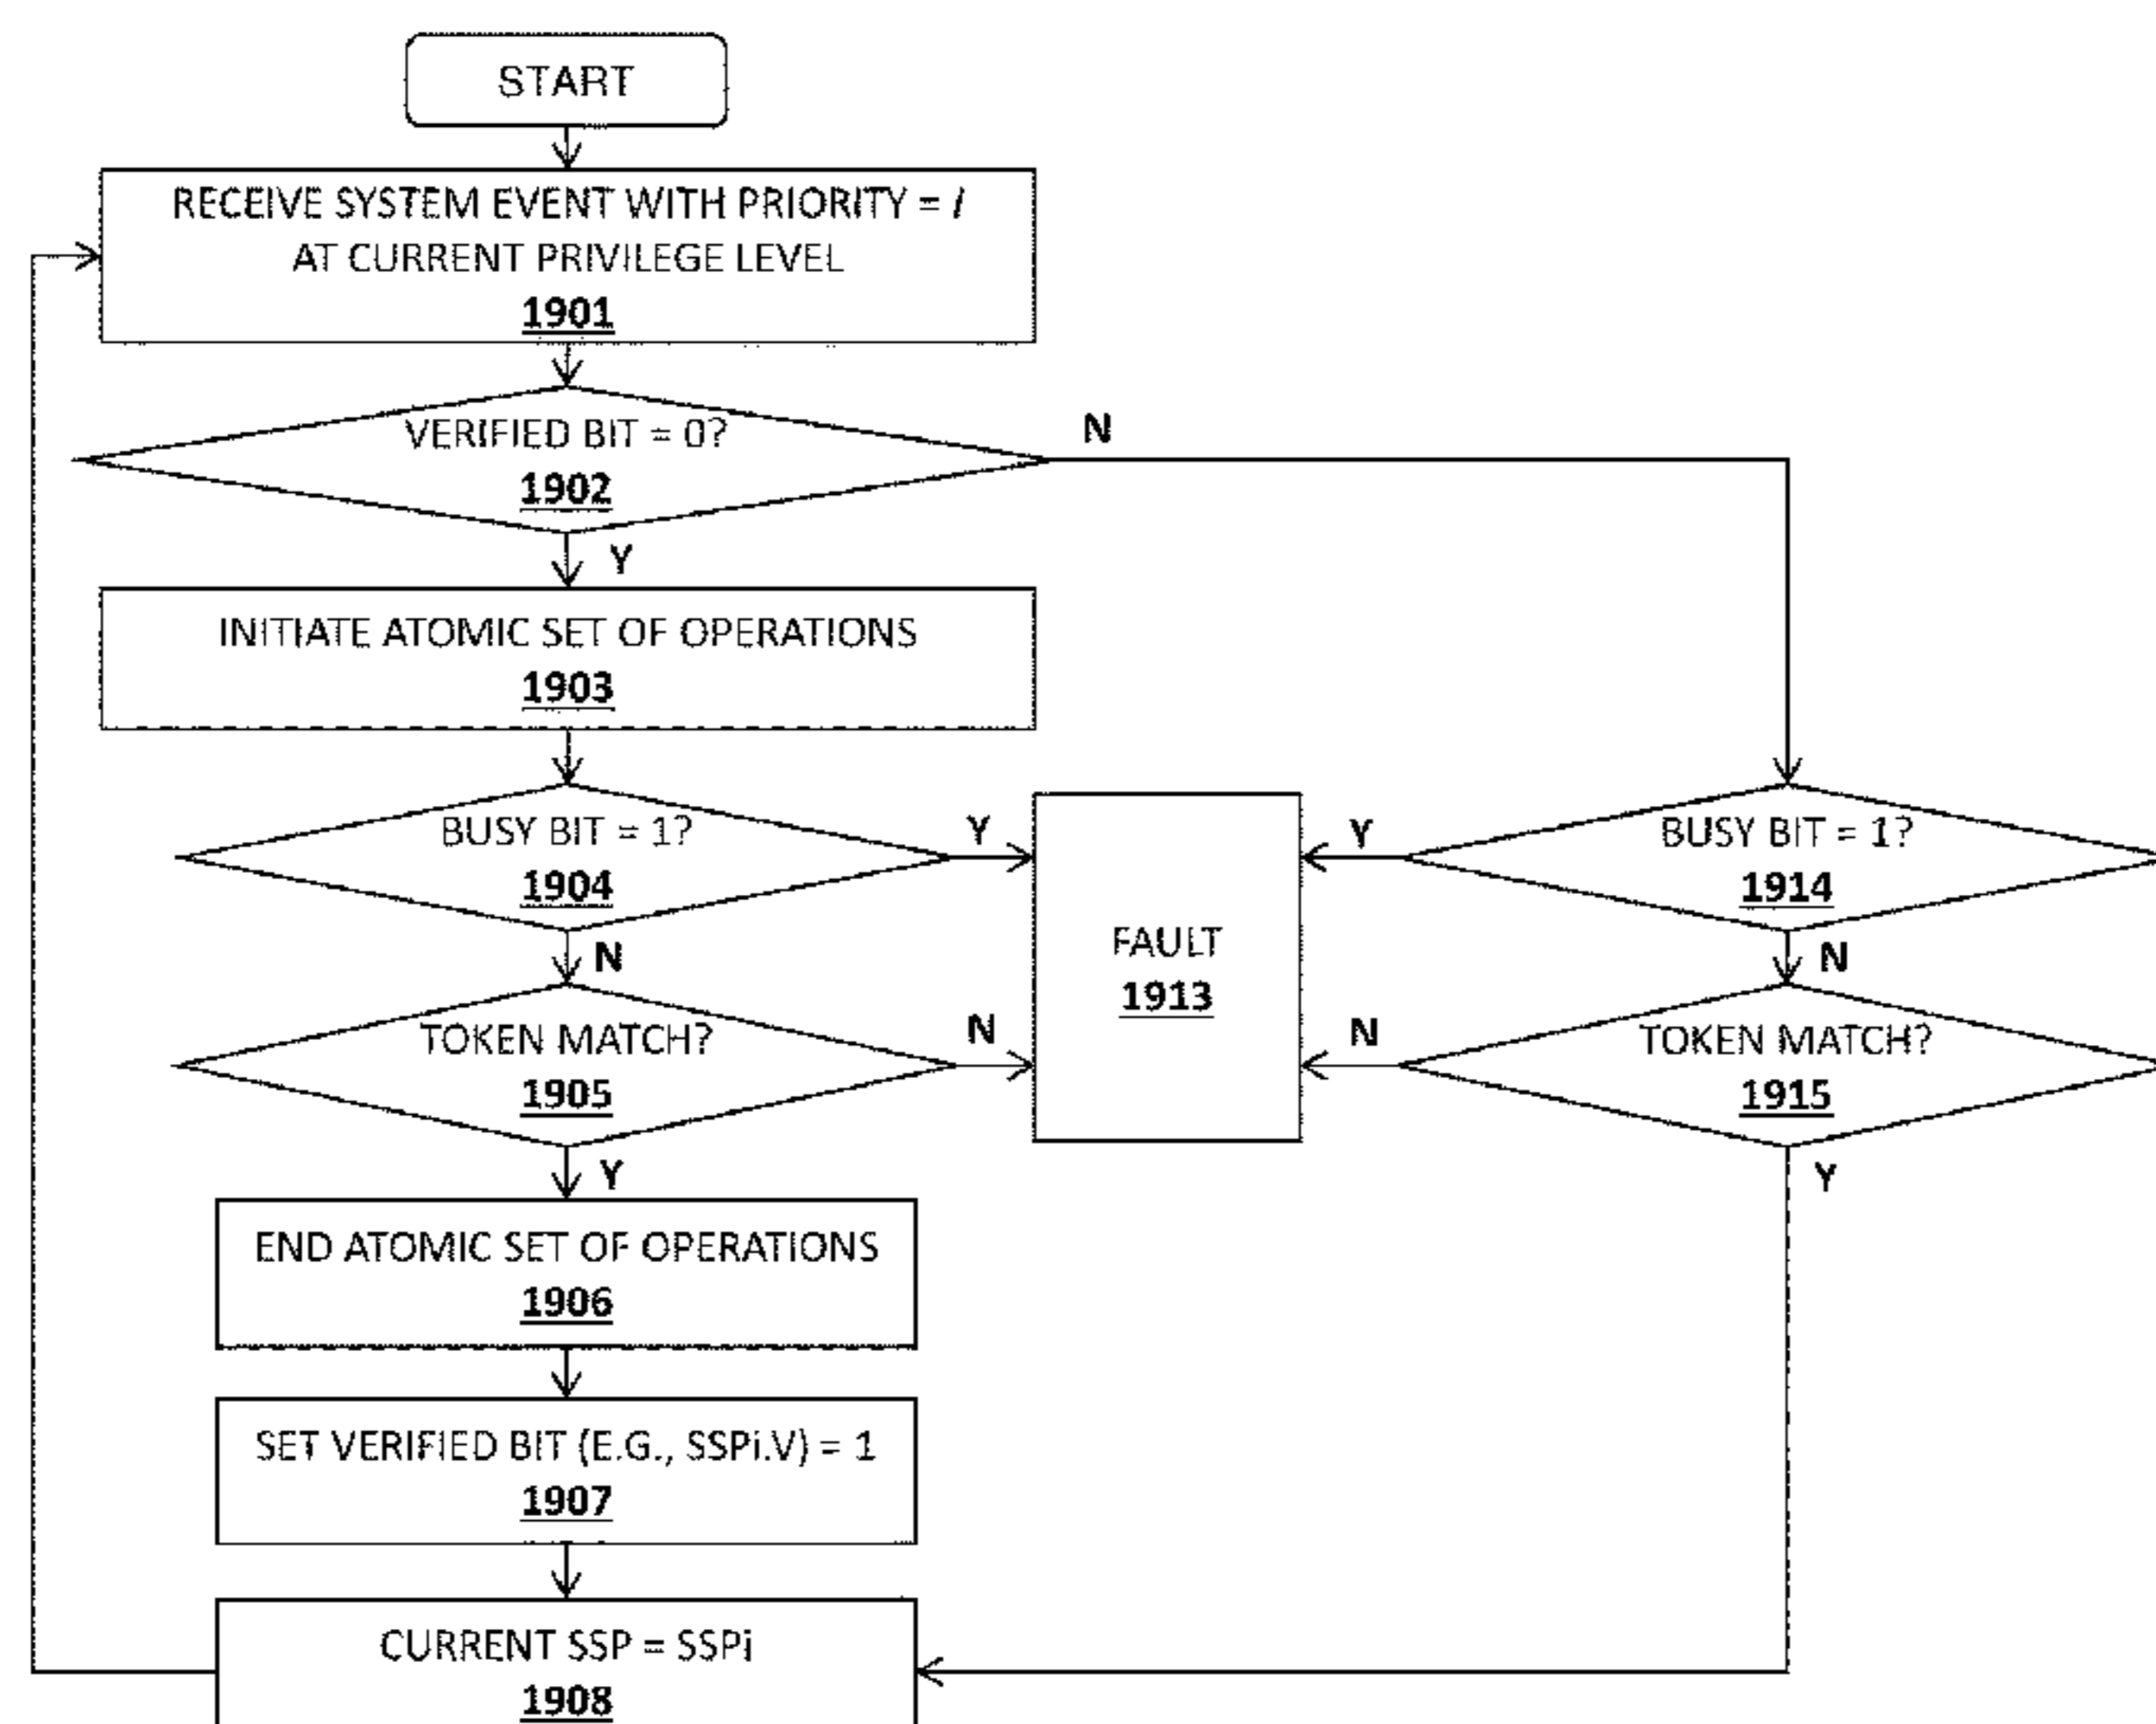 START
RECEIVE SYSTEM EVENT WITH PRIORITY = I
AT CURRENT PRIVILEGE LEVEL
1901
VERIFIED BIT = 0?
1902
N
Y
INITIATE ATOMIC SET OF OPERATIONS
1903
BUSY BIT = 1?
1904
Y
N
TOKEN MATCH?
1905
N
Y
FAULT
1913
BUSY BIT = 1?
1914
Y
N
TOKEN MATCH?
1915
N
Y
END ATOMIC SET OF OPERATIONS
1906
SET VERIFIED BIT (E.G., SSPi.V) = 1
1907
CURRENT SSP = SSPi
1908